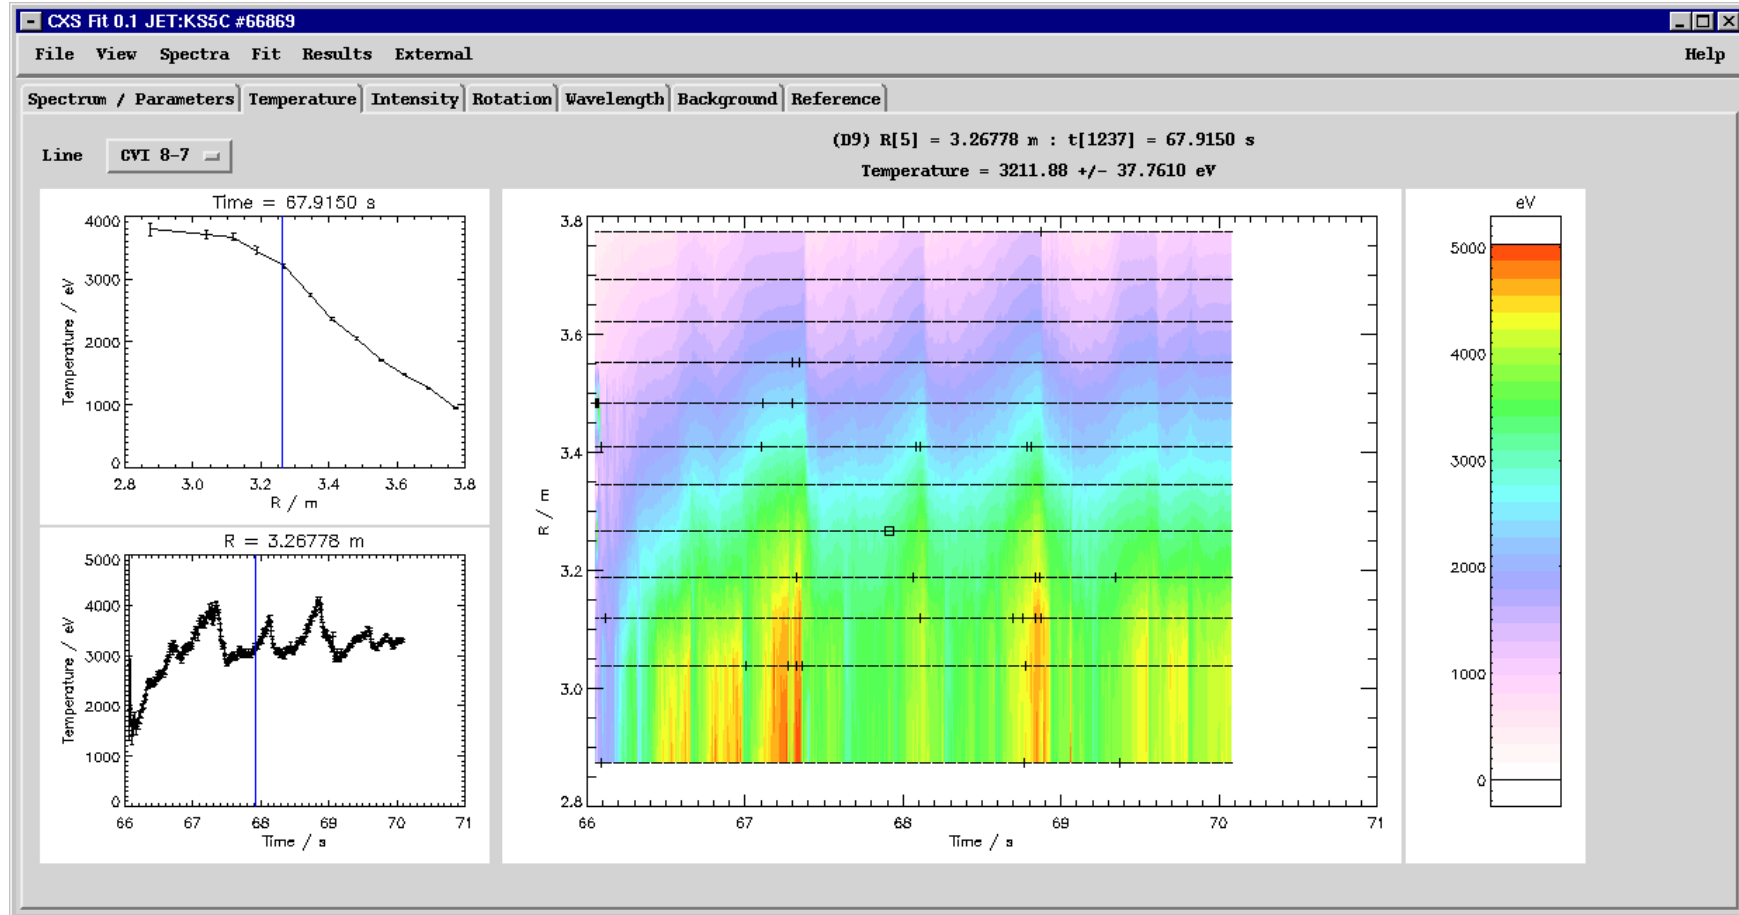 CXS Fit 0.1 JET:KS5C #66869
File View Spectra Fit Results External Help
Spectrum / Parameters Temperature Intensity Rotation Wavelength Background Reference
(D9) R[5] = 3.26778 m : t[1237] = 67.9150 s
Line CVI 8-7
Temperature = 3211.88 +/- 37.7610 eV
Time = 67.9150 s
4000
3000
2000
1000
0
Temperature / eV
2.8 3.0 3.2 3.4 3.6 3.8
R / m
R = 3.26778 m
5000
4000
3000
2000
1000
0
Temperature / eV
66 67 68 69 70 71
Time / s
3.8
3.6
3.4
3.2
3.0
2.8
R / m
66 67 68 69 70 71
Time / s
eV
5000
4000
3000
2000
1000
0